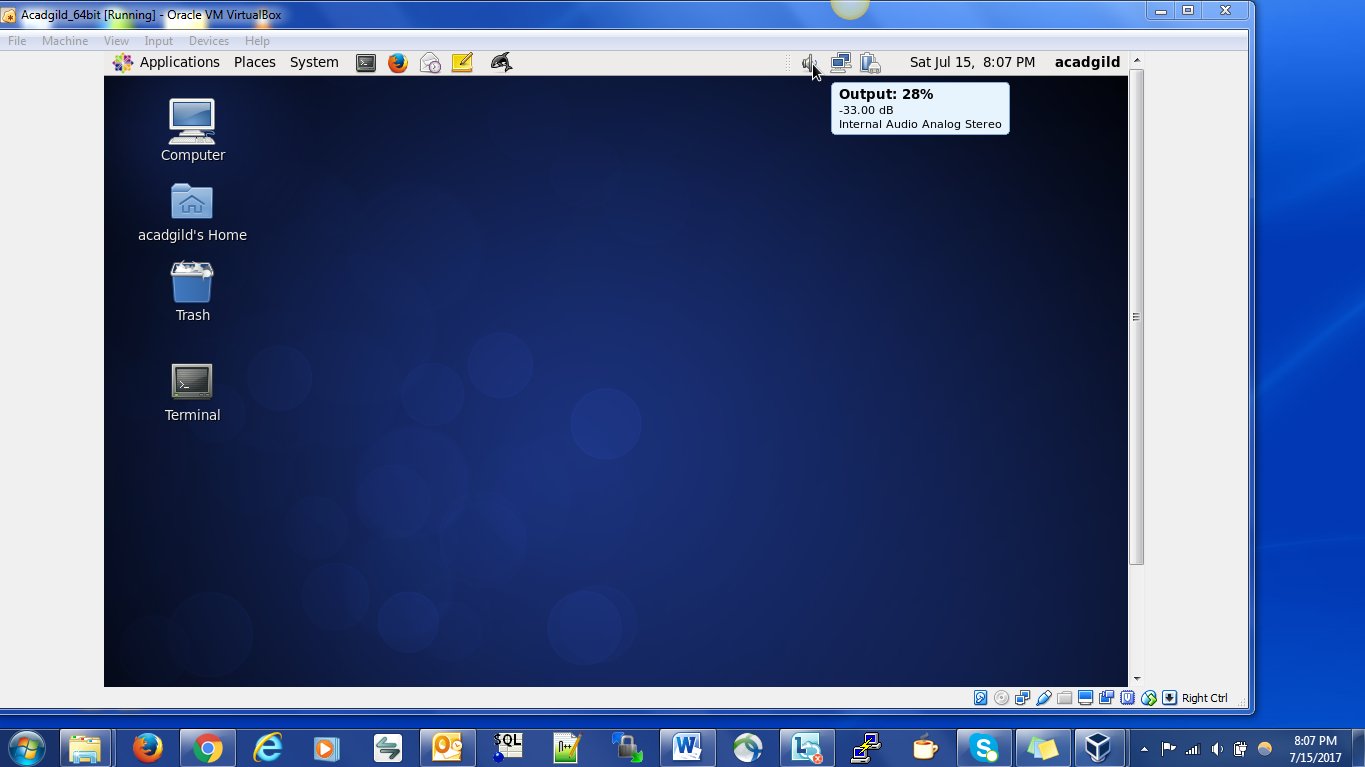 Acadgild_64bit [Running] - Oracle VM VirtualBox
File Machine View Input Devices Help
Applications Places System Sat Jul 15, 8:07 PM acadgild
Output: 28%
-33.00 dB
Internal Audio Analog Stereo
Computer
acadgild's Home
Trash
Terminal
Right Ctrl
SQL
8:07 PM
7/15/2017